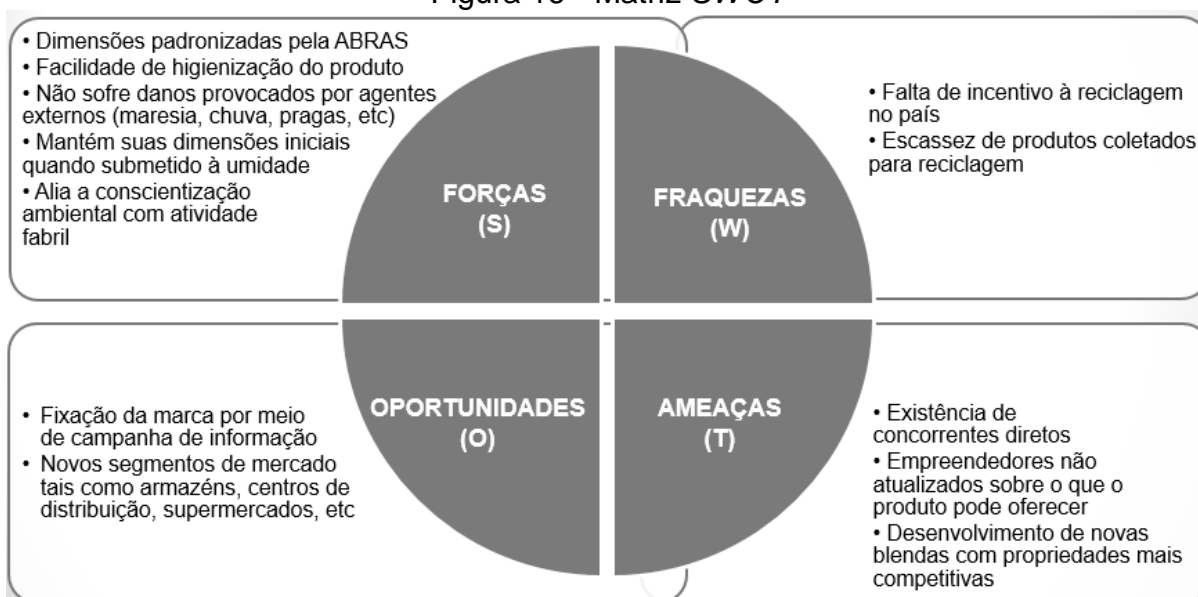 Figura 18 - Matriz SWOT
• Dimensões padronizadas pela ABRAS
• Facilidade de higienização do produto
• Não sofre danos provocados por agentes
externos (maresia, chuva, pragas, etc)
• Mantém suas dimensões iniciais
quando submetido à umidade
• Alia a conscientização
ambiental com atividade
fabril
FORÇAS
(S)
FRAQUEZAS
(W)
• Falta de incentivo à reciclagem
no país
• Escassez de produtos coletados
para reciclagem
• Fixação da marca por meio
de campanha de informação
• Novos segmentos de mercado
tais como armazéns, centros de
distribuição, supermercados, etc
OPORTUNIDADES
(O)
AMEAÇAS
(T)
• Existência de
concorrentes diretos
• Empreendedores não
atualizados sobre o que o
produto pode oferecer
• Desenvolvimento de novas
blendas com propriedades mais
competitivas